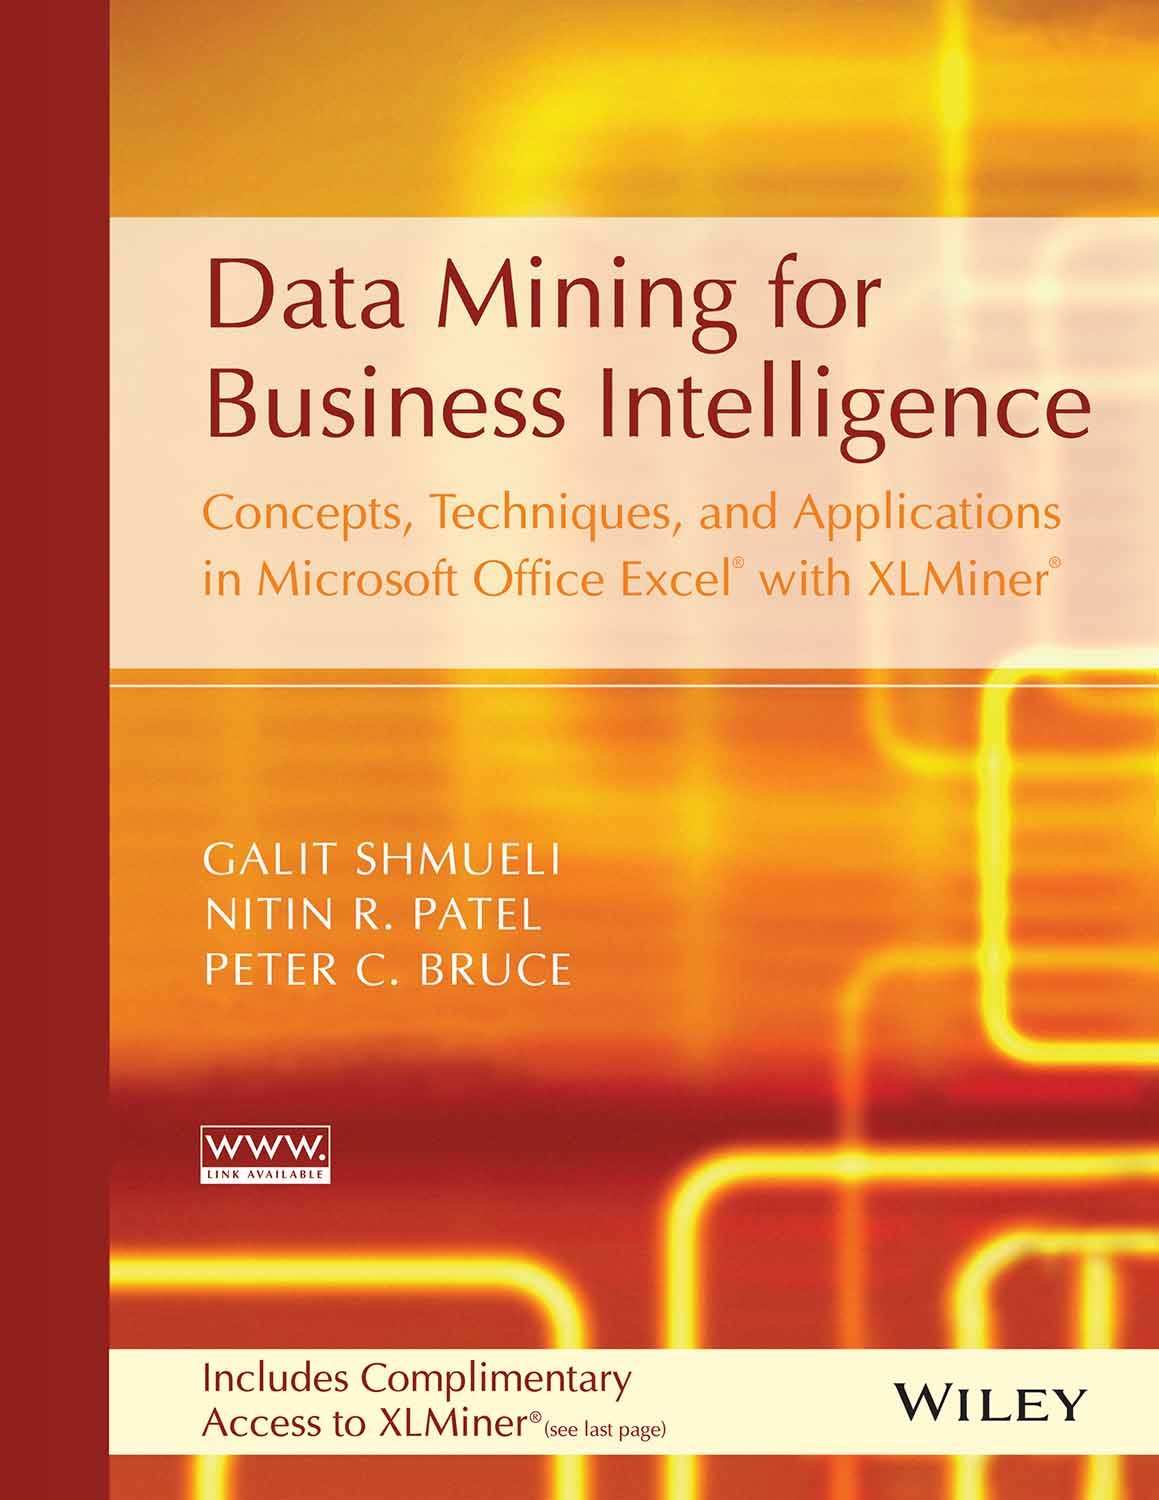 Data Mining for
Business Intelligence
Concepts, Techniques, and Applications
in Microsoft Office Excel® with XLMiner®
GALIT SHMUELI
NITIN R. PATEL
PETER C. BRUCE
WWW.
LINK AVAILABLE
Includes Complimentary
Access to XLMiner® (see last page)
WILEY